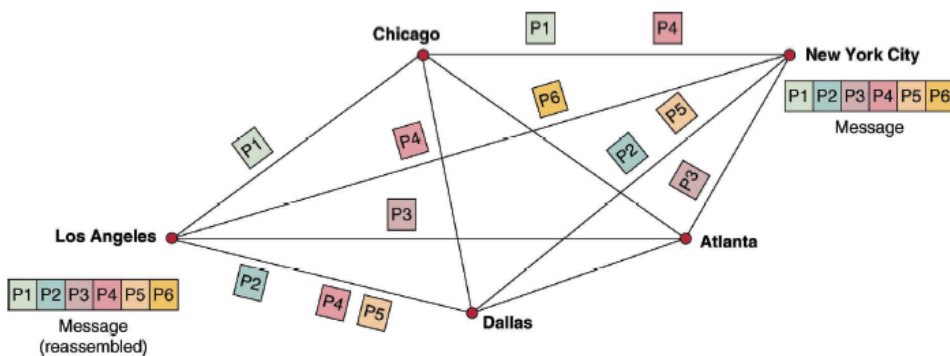 P1 P4
Chicago
New York City
P6
P5
P1 P2 P3 P4 P5 P6
Message
P1
P4
P2
P3
P3
Los Angeles
Atlanta
P2
P1 P2 P3 P4 P5 P6
P4 P5
Message
(reassembled)
Dallas